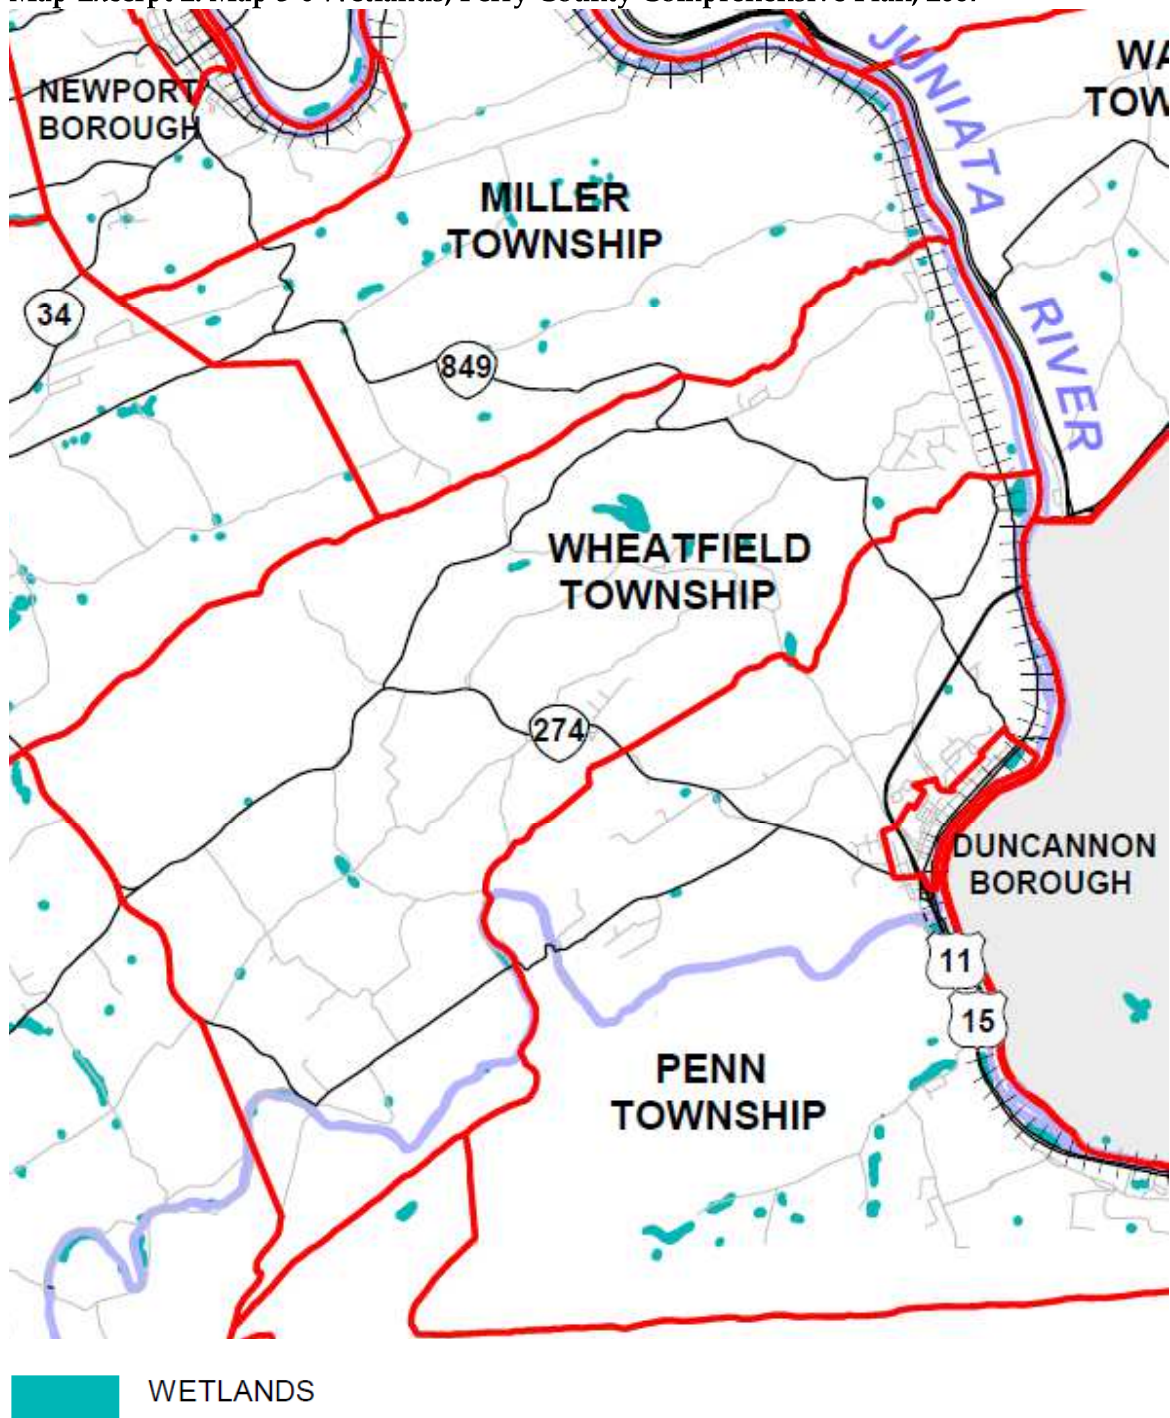 NEWPORT
BOROUGH
JUNIATA
RIVER
WA
TOW
MILLER
TOWNSHIP
34
849
WHEATFIELD
TOWNSHIP
274
DUNCANNON
BOROUGH
11
15
PENN
TOWNSHIP
WETLANDS